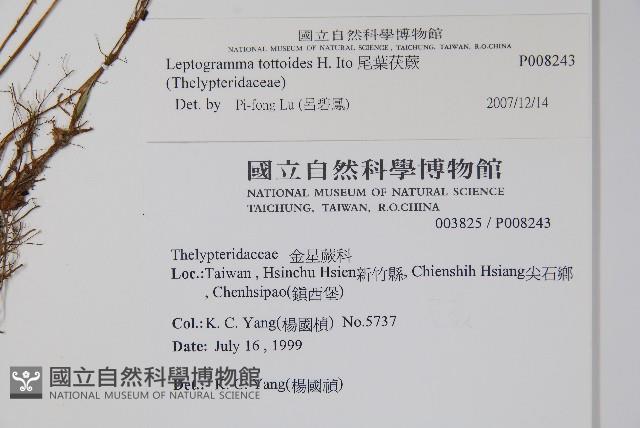 國立自然科學博物館
NATIONAL MUSEUM OF NATURAL SCIENCE, TAICHUNG, TAIWAN, R.O.CHINA
Leptogramma tottoides H. Ito 尾葉茯蕨 P008243
(Thelypteridaceae)
Det. by Pi-fong Lu (呂碧鳳) 2007/12/14
國立自然科學博物館
NATIONAL MUSEUM OF NATURAL SCIENCE
TAICHUNG, TAIWAN, R.O.CHINA
003825 / P008243
Thelypteridaceae 金星蕨科
Loc.:Taiwan , Hsinchu Hsien新竹縣, Chienshih Hsiang尖石鄉
, Chenhsipao(鎮西堡)
Col.: K. C. Yang(楊國楨) No.5737
Date: July 16 , 1999
Det.: K. C. Yang(楊國禎)
國立自然科學博物館
NATIONAL MUSEUM OF NATURAL SCIENCE